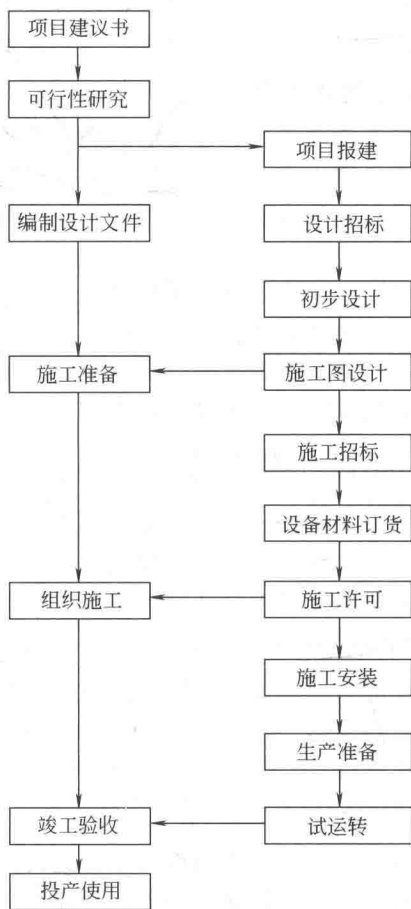 项目建议书
可行性研究
项目报建
编制设计文件
设计招标
初步设计
施工准备
施工图设计
施工招标
设备材料订货
组织施工
施工许可
施工安装
生产准备
竣工验收
试运转
投产使用